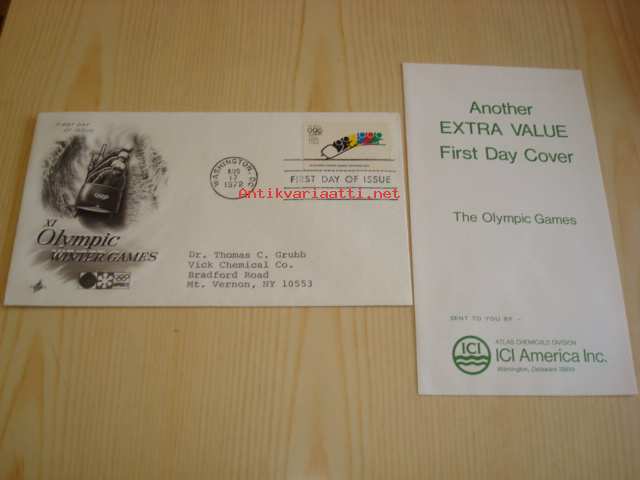 FIRST DAY
OF ISSUE
XI
Olympic
WINTER GAMES
WASHINGTON, DC
AUG
17
1972
FIRST DAY OF ISSUE
Antikvariaatti.net
Dr. Thomas C. Grubb
Vick Chemical Co.
Bradford Road
Mt. Vernon, NY 10553
Another
EXTRA VALUE
First Day Cover
The Olympic Games
SENT TO YOU BY -
ICI
ATLAS CHEMICALS DIVISION
ICI America Inc.
Wilmington, Delaware 19899